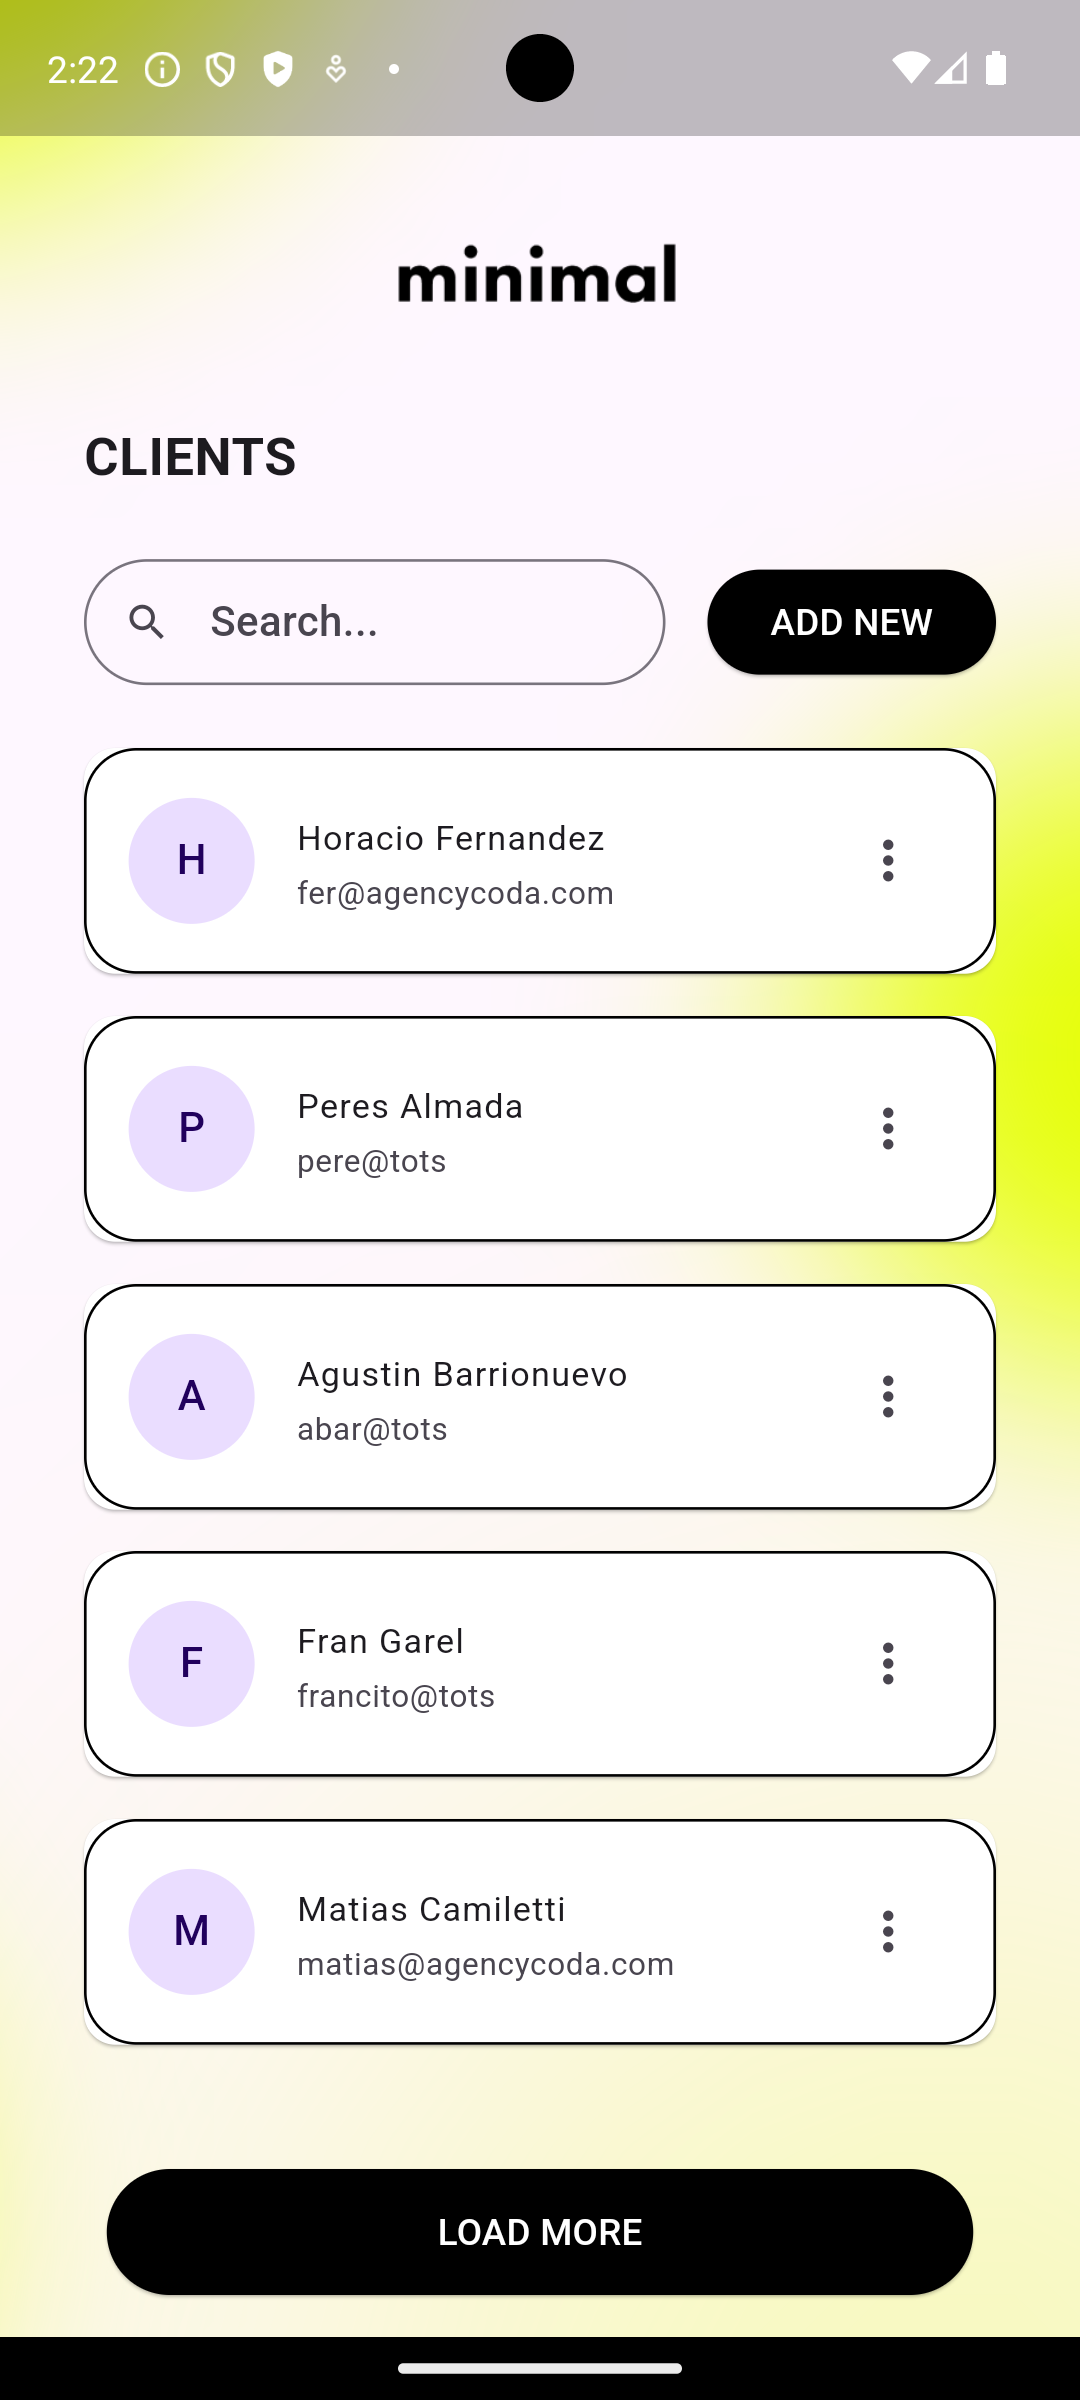 2:22
minimal
CLIENTS
Search...
ADD NEW
H
Horacio Fernandez
fer@agencycoda.com
P
Peres Almada
pere@tots
A
Agustin Barrionuevo
abar@tots
F
Fran Garel
francito@tots
M
Matias Camiletti
matias@agencycoda.com
LOAD MORE